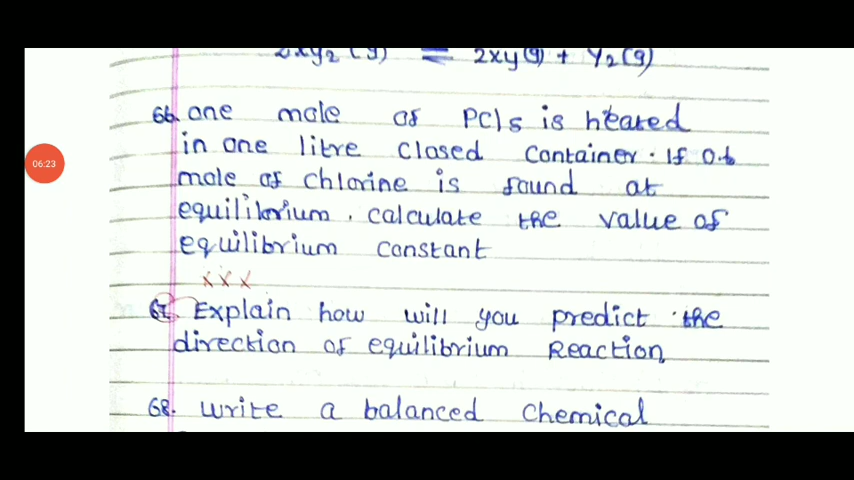 2xy2 (g) ⇌ 2xy(g) + Y2(g)
66. one mole of PCl5 is heated
06:23
in one litre closed container. If 0.6
mole of chlorine is found at
equilibrium. calculate the value of
equilibrium constant
xxx
67. Explain how will you predict the
direction of equilibrium Reaction
68. write a balanced chemical